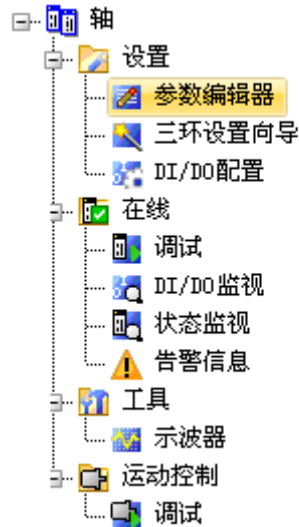 轴
设置
参数编辑器
三环设置向导
DI/DO配置
在线
调试
DI/DO监视
状态监视
告警信息
工具
示波器
运动控制
调试